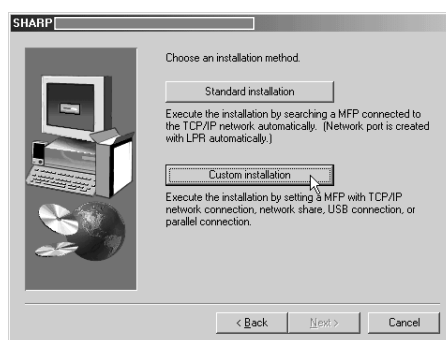 SHARP
Choose an installation method.
Standard installation
Execute the installation by searching a MFP connected to
the TCP/IP network automatically. (Network port is created
with LPR automatically.)
Custom installation
Execute the installation by setting a MFP with TCP/IP
network connection, network share, USB connection, or
parallel connection.
< Back
Next >
Cancel